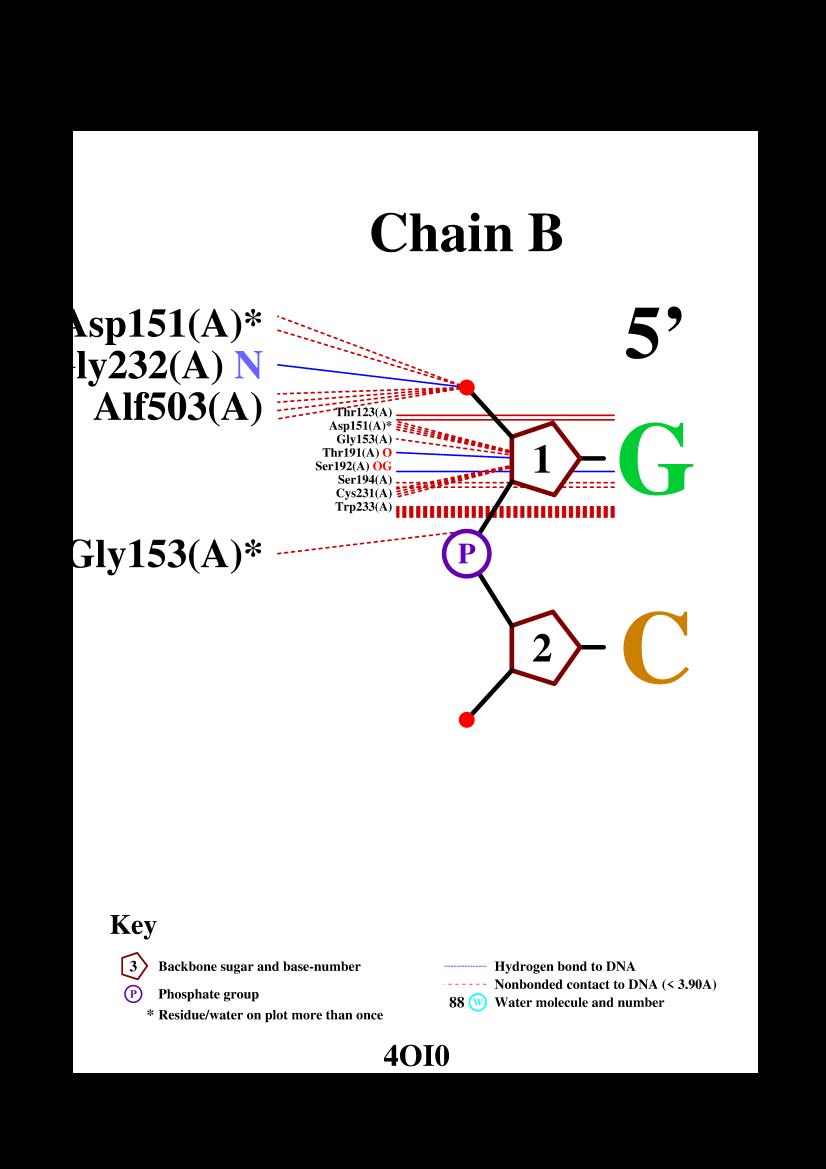 Chain B
5’
Asp151(A)*
ly232(A) N
Alf503(A)
Thr123(A)
Asp151(A)*
Gly153(A)
Thr191(A) O
Ser192(A) OG
Ser194(A)
Cys231(A)
Trp233(A)
1
G
Gly153(A)*
P
2
C
Key
3 Backbone sugar and base-number
P Phosphate group
* Residue/water on plot more than once
Hydrogen bond to DNA
Nonbonded contact to DNA (< 3.90A)
88 W Water molecule and number
4OI0